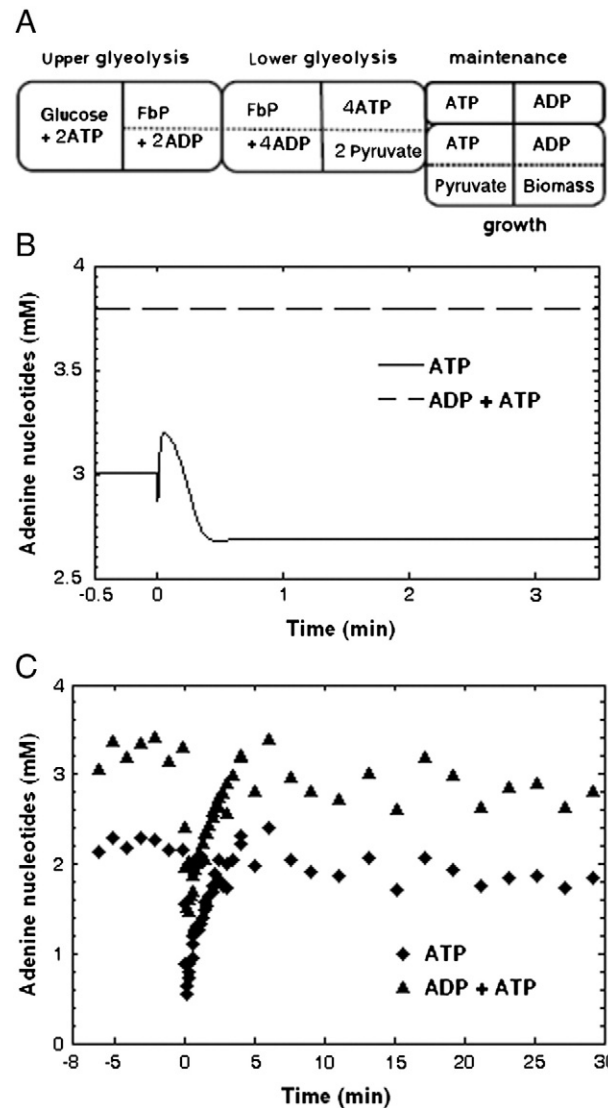 A
Upper glyeolysis Lower glyeolysis maintenance
Glucose + 2ATP
FbP
+ 2ADP
FbP
+ 4ADP
4ATP
2 Pyruvate
ATP ADP
ATP ADP
Pyruvate Biomass
growth
B
Adenine nucleotides (mM)
4
3.5
3
2.5
ATP
ADP + ATP
-0.5 0 1 2 3
Time (min)
C
Adenine nucleotides (mM)
4
3
2
1
0
ATP
ADP + ATP
-8 -5 0 5 10 15 20 25 30
Time (min)